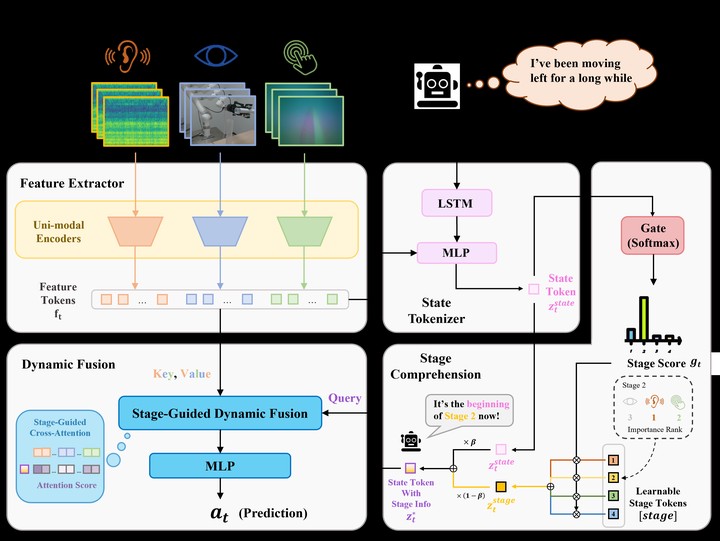 I've been moving
left for a long while
Feature Extractor
Uni-modal
Encoders
Feature
Tokens
f_t
...
...
...
LSTM
MLP
State
Token
z_t^{state}
State
Tokenizer
Gate
(Softmax)
Stage Score g_t
Stage 2
3 1 2
Importance Rank
Dynamic Fusion
Key, Value
Stage-Guided Dynamic Fusion
Query
Stage-Guided
Cross-Attention
Attention Score
MLP
a_t (Prediction)
Stage
Comprehension
It's the beginning
of Stage 2 now!
× β
z_t^{state}
× (1−β)
z_t^{stage}
State Token
With
Stage Info
z_t^*
1
2
3
4
Learnable
Stage Tokens
[stage]